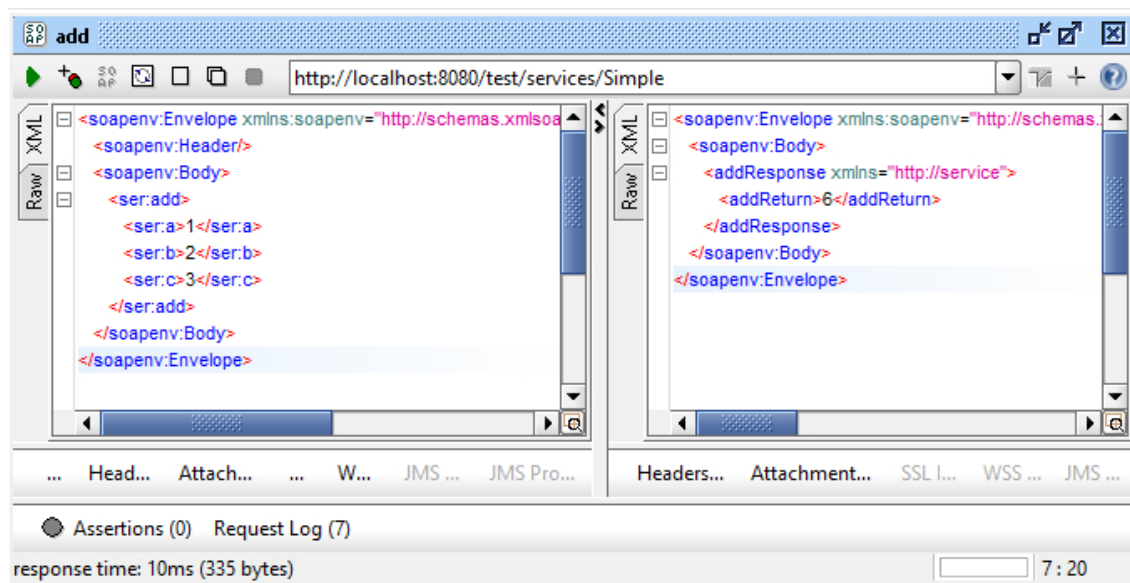 SO AP add
http://localhost:8080/test/services/Simple
XML
Raw
<soapenv:Envelope xmlns:soapenv="http://schemas.xmlsoa
<soapenv:Header/>
<soapenv:Body>
<ser:add>
<ser:a>1</ser:a>
<ser:b>2</ser:b>
<ser:c>3</ser:c>
</ser:add>
</soapenv:Body>
</soapenv:Envelope>
... Head... Attach... ... W... JMS ... JMS Pro...
XML
Raw
<soapenv:Envelope xmlns:soapenv="http://schemas.
<soapenv:Body>
<addResponse xmlns="http://service">
<addReturn>6</addReturn>
</addResponse>
</soapenv:Body>
</soapenv:Envelope>
Headers... Attachment... SSL I... WSS ... JMS ...
Assertions (0) Request Log (7)
response time: 10ms (335 bytes)
7 : 20